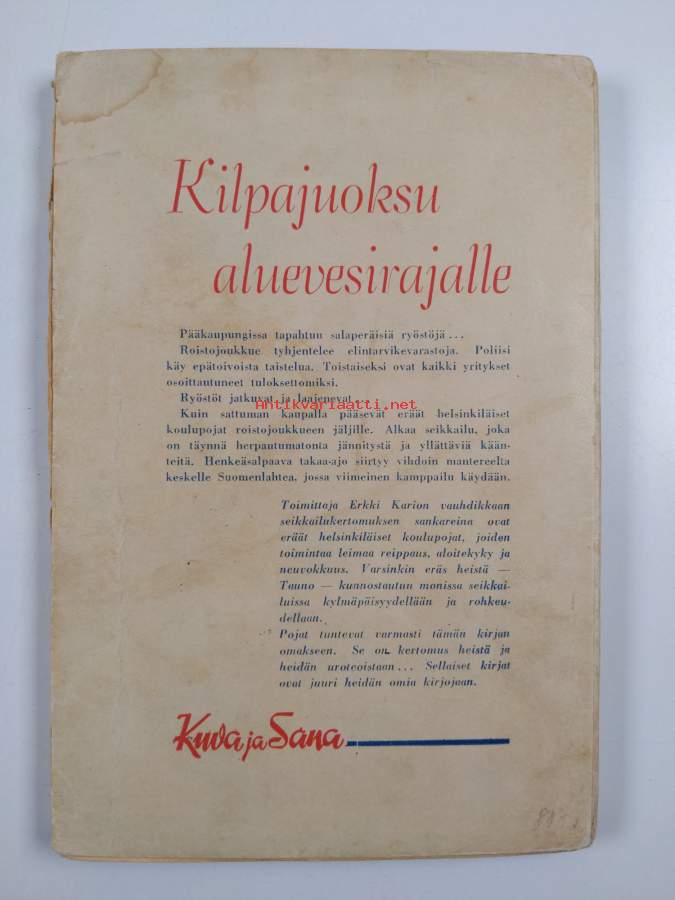 Kilpajuoksu
aluevesirajalle
Pääkaupungissa tapahtuu salaperäisiä ryöstöjä...
Roistojoukkue tyhjentelee elintarvikevarastoja. Poliisi
käy epätoivoista taistelua. Toistaiseksi ovat kaikki yritykset
osoittautuneet tuloksettomiksi.
Ryöstöt jatkuvat ja laajenevat
Antikvariaatti.net
Kuin sattuman kaupalla pääsevät eräät helsinkiläiset
koulupojat roistojoukkueen jäljille. Alkaa seikkailu, joka
on täynnä herpautumatonta jännitystä ja yllättäviä kään-
teitä. Henkeäsalpaava takaa-ajo siirtyy vihdoin mantereelta
keskelle Suomenlahtea, jossa viimeinen kamppailu käydään.
Toimittaja Erkki Karion vauhdikkaan
seikkailukertomuksen sankareina ovat
eräät helsinkiläiset koulupojat, joiden
toimintaa leimaa reippaus, aloitekyky ja
neuvokkuus. Varsinkin eräs heistä —
Tauno — kunnostautuu monissa seikkai-
luissa kylmäpäisyydellään ja rohkeu-
dellaan.
Pojat tuntevat varmasti tämän kirjan
omakseen. Se on kertomus heistä ja
heidän uroteoistaan... Sellaiset kirjat
ovat juuri heidän omia kirjojaan.
Kuva ja Sana